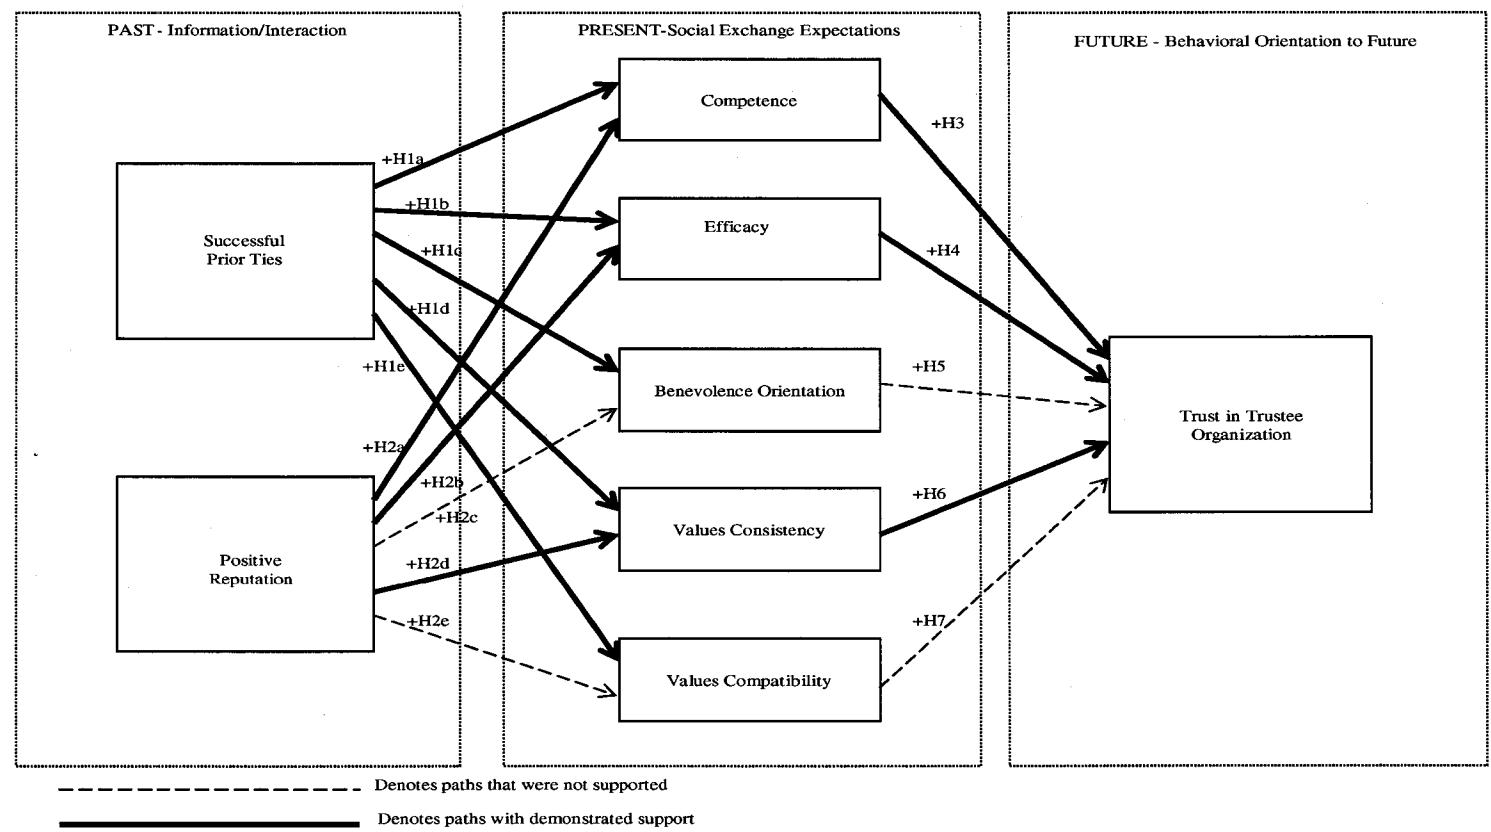 PAST - Information/Interaction
PRESENT-Social Exchange Expectations
FUTURE - Behavioral Orientation to Future
Competence
+H3
+H1a
+H1b
Successful
Prior Ties
Efficacy
+H1c
+H4
+H1d
+H1e
+H5
Benevolence Orientation
Trust in Trustee
Organization
+H2a
+H2b
+H2c
+H6
Values Consistency
Positive
Reputation
+H2d
+H2e
+H7
Values Compatibility
Denotes paths that were not supported
Denotes paths with demonstrated support